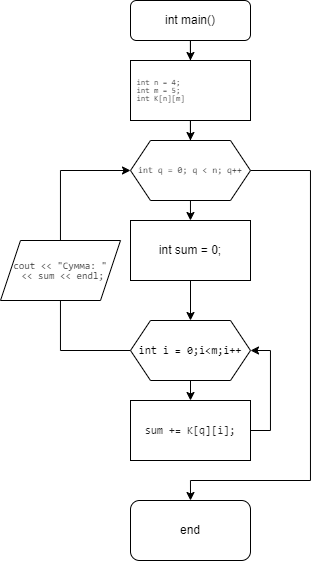 int main()
int n = 4;
int m = 5;
int K[n][m]
int q = 0; q < n; q++
int sum = 0;
cout << "Сумма: "
<< sum << endl;
int i = 0;i<m;i++
sum += K[q][i];
end